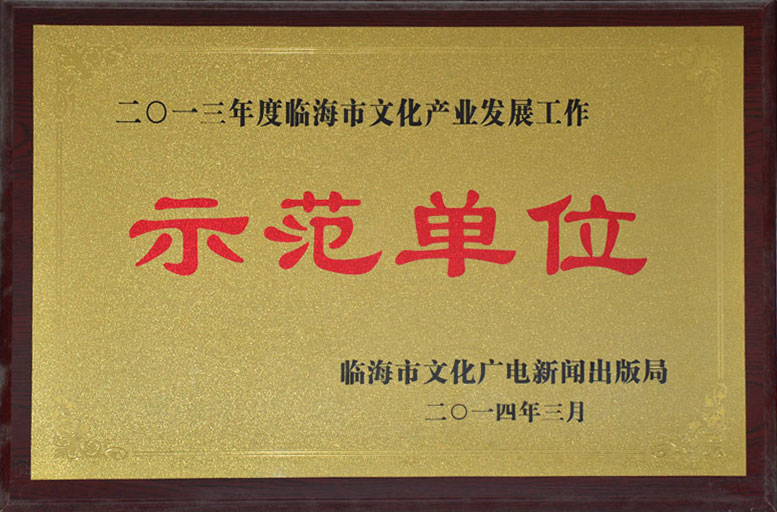 二〇一三年度临海市文化产业发展工作
示范单位
临海市文化广电新闻出版局
二〇一四年三月